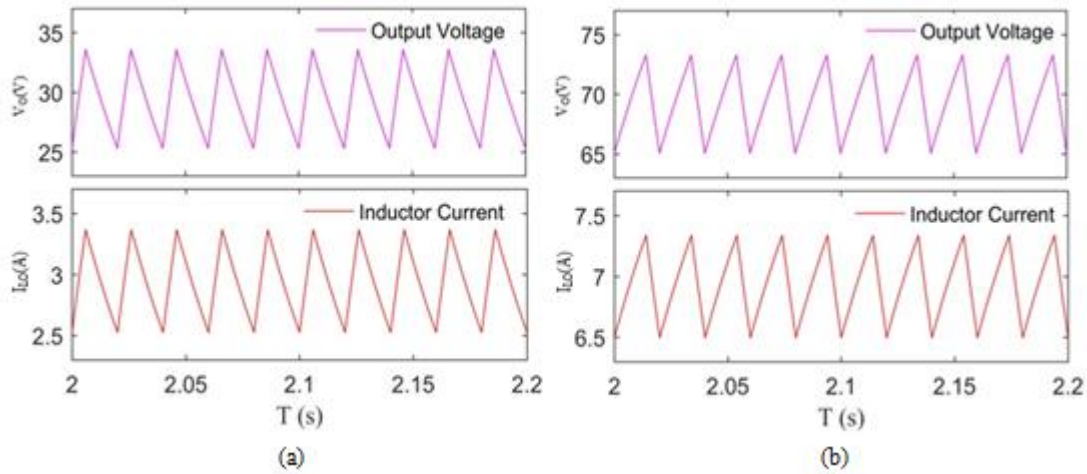 35
30
25
V₀(V)
Output Voltage
3.5
3
2.5
I_LO(A)
Inductor Current
2
2.05
2.1
2.15
2.2
T (s)
(a)
75
70
65
V₀(V)
Output Voltage
7.5
7
6.5
I_LO(A)
Inductor Current
2
2.05
2.1
2.15
2.2
T (s)
(b)